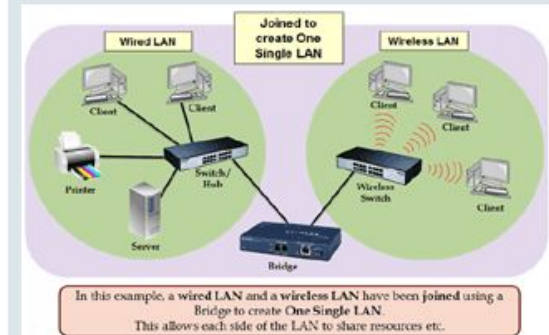 Joined to
create One
Single LAN
Wired LAN
Wireless LAN
Client
Client
Client
Client
Printer
Switch/
Hub
Wireless
Switch
Client
Server
Bridge
In this example, a wired LAN and a wireless LAN have been joined using a
Bridge to create One Single LAN.
This allows each side of the LAN to share resources etc.